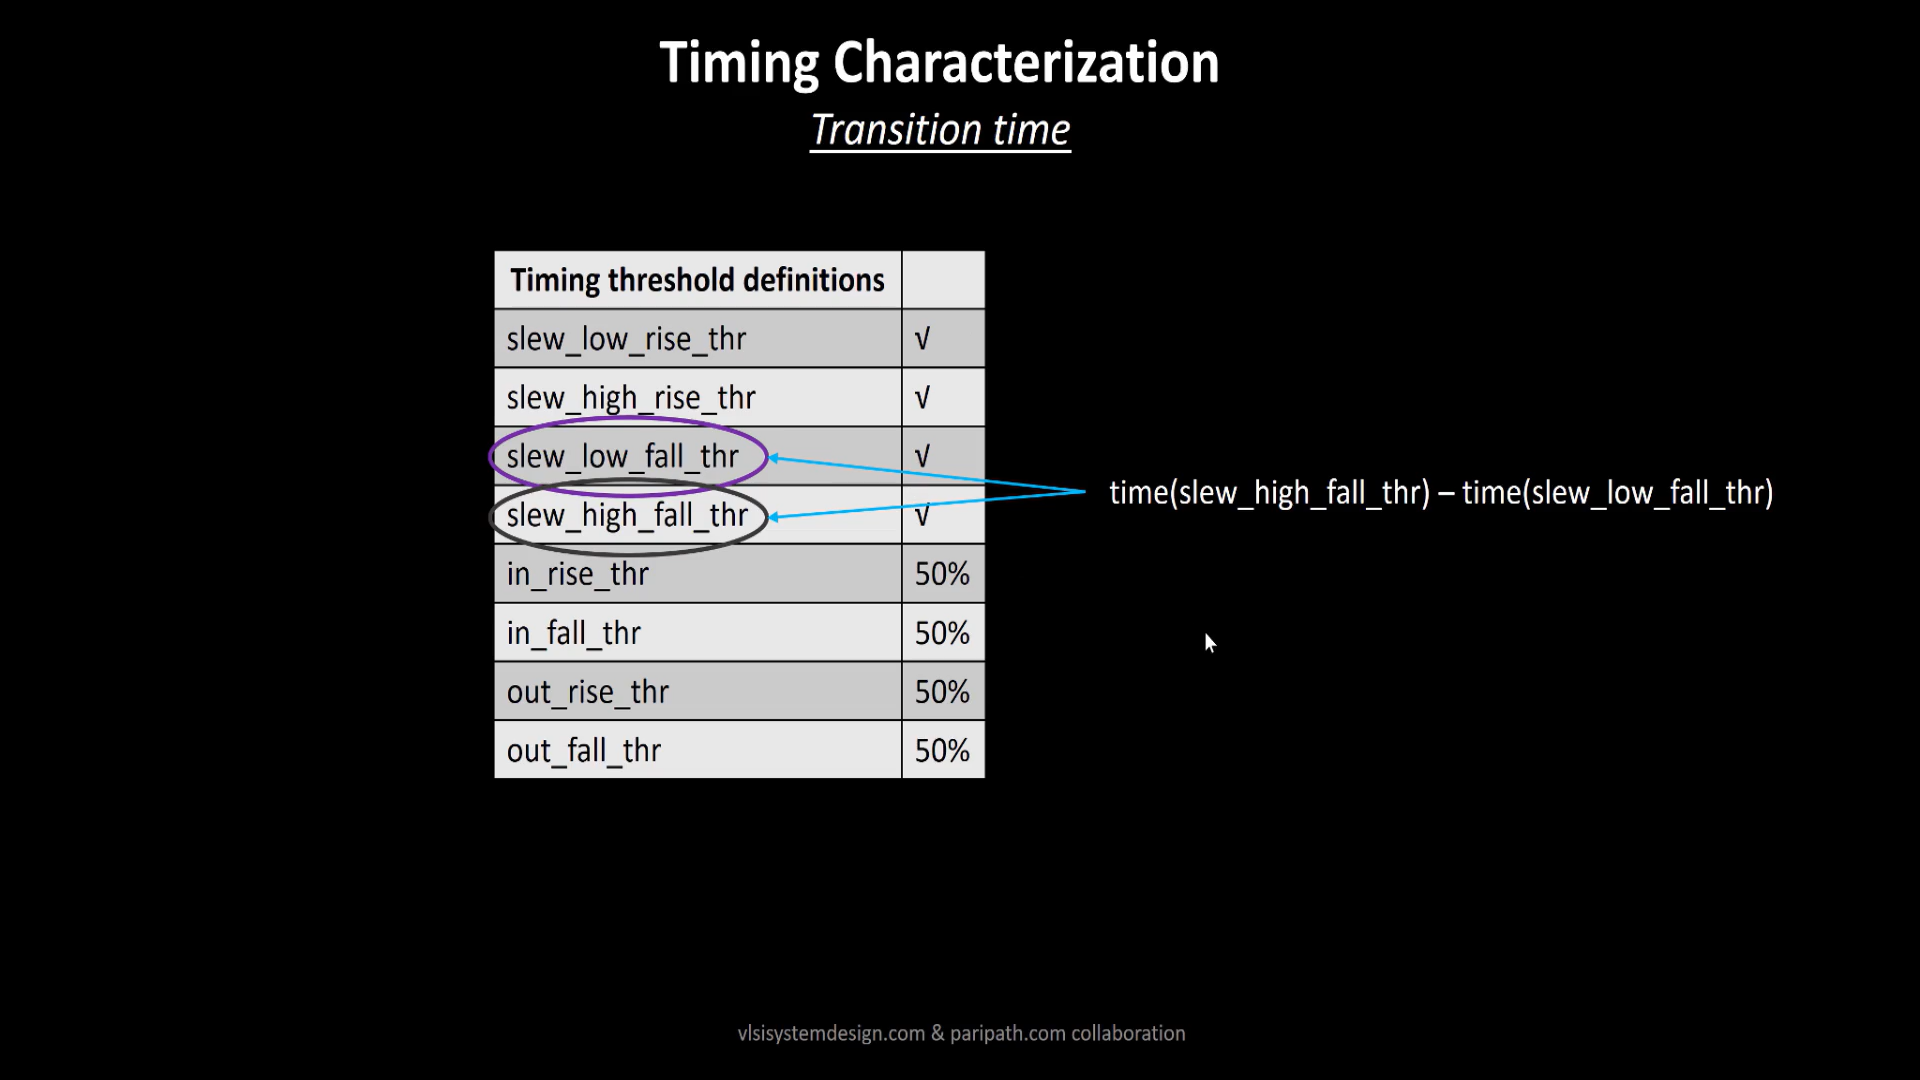 Timing Characterization
Transition time
Timing threshold definitions
slew_low_rise_thr √
slew_high_rise_thr √
slew_low_fall_thr √
slew_high_fall_thr √
time(slew_high_fall_thr) – time(slew_low_fall_thr)
in_rise_thr 50%
in_fall_thr 50%
out_rise_thr 50%
out_fall_thr 50%
vlsisystemdesign.com & paripath.com collaboration